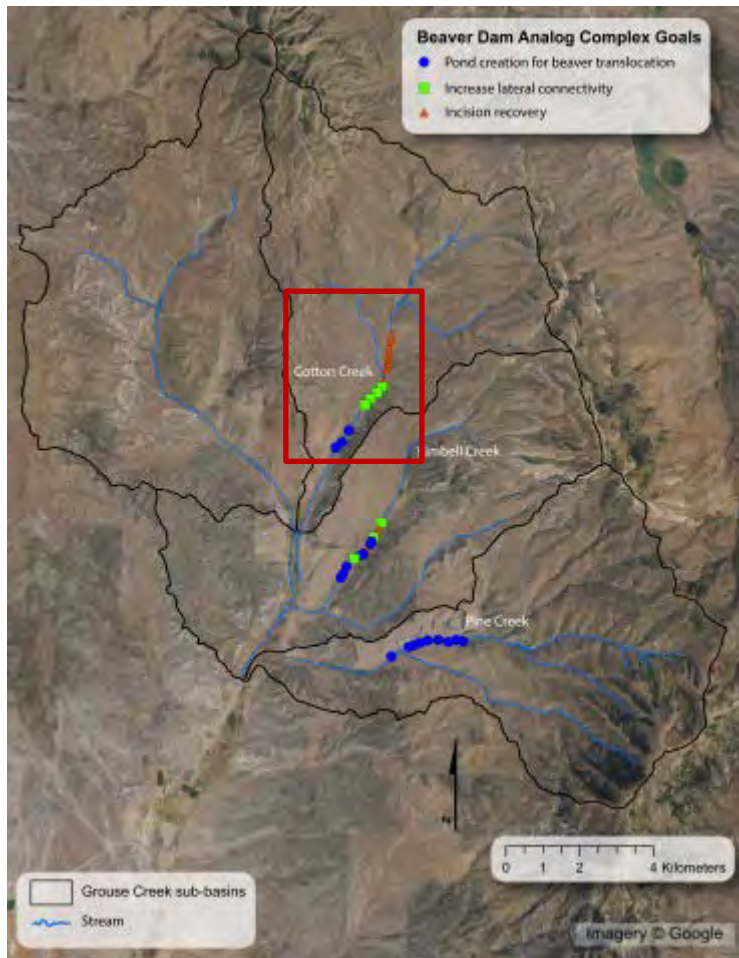 Beaver Dam Analog Complex Goals
Pond creation for beaver translocation
Increase lateral connectivity
Incision recovery
Cotton Creek
Kimbell Creek
Pine Creek
N
0 1 2 4 Kilometers
Grouse Creek sub-basins
Stream
Imagery © Google